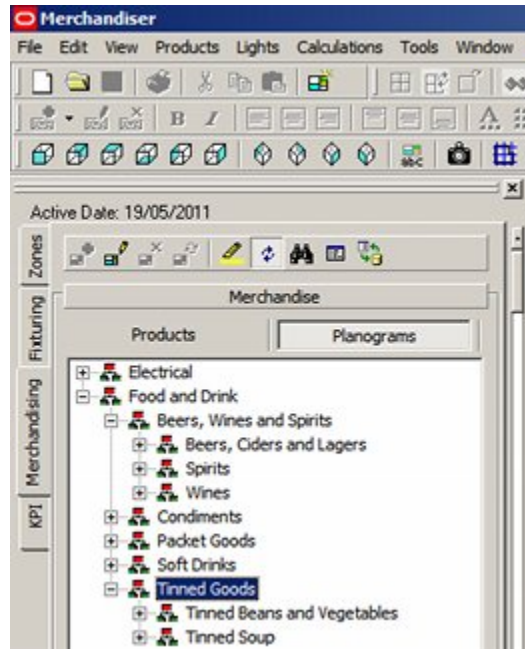 Merchandiser
File Edit View Products Lights Calculations Tools Window
B I A
abc
Active Date: 19/05/2011
Zones
Fixturing
Merchandising
KPI
Merchandise
Products Planograms
Electrical
Food and Drink
Beers, Wines and Spirits
Beers, Ciders and Lagers
Spirits
Wines
Condiments
Packet Goods
Soft Drinks
Tinned Goods
Tinned Beans and Vegetables
Tinned Soup